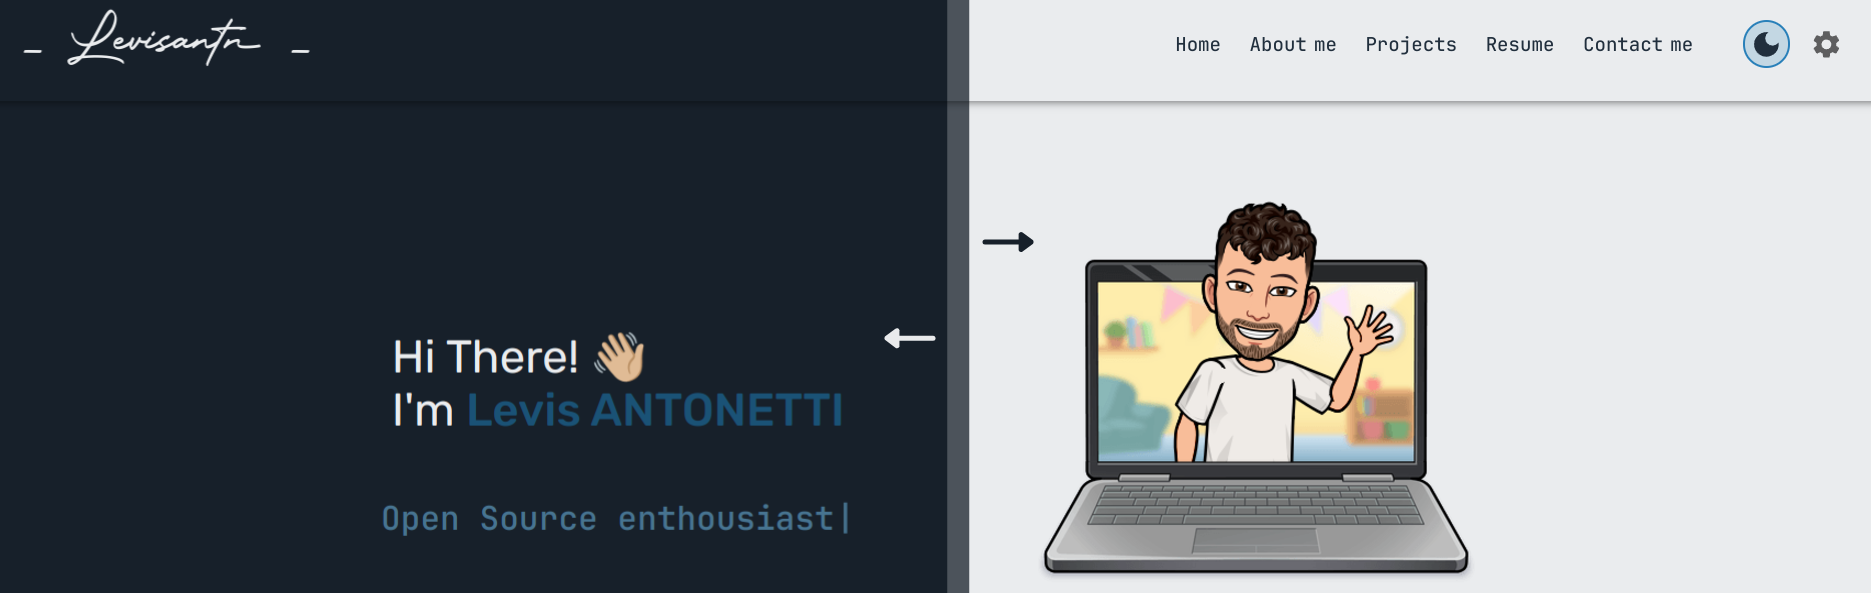 Levisantn
Home About me Projects Resume Contact me
Hi There! 👋🏼
I'm Levis ANTONETTI
Open Source enthousiast|